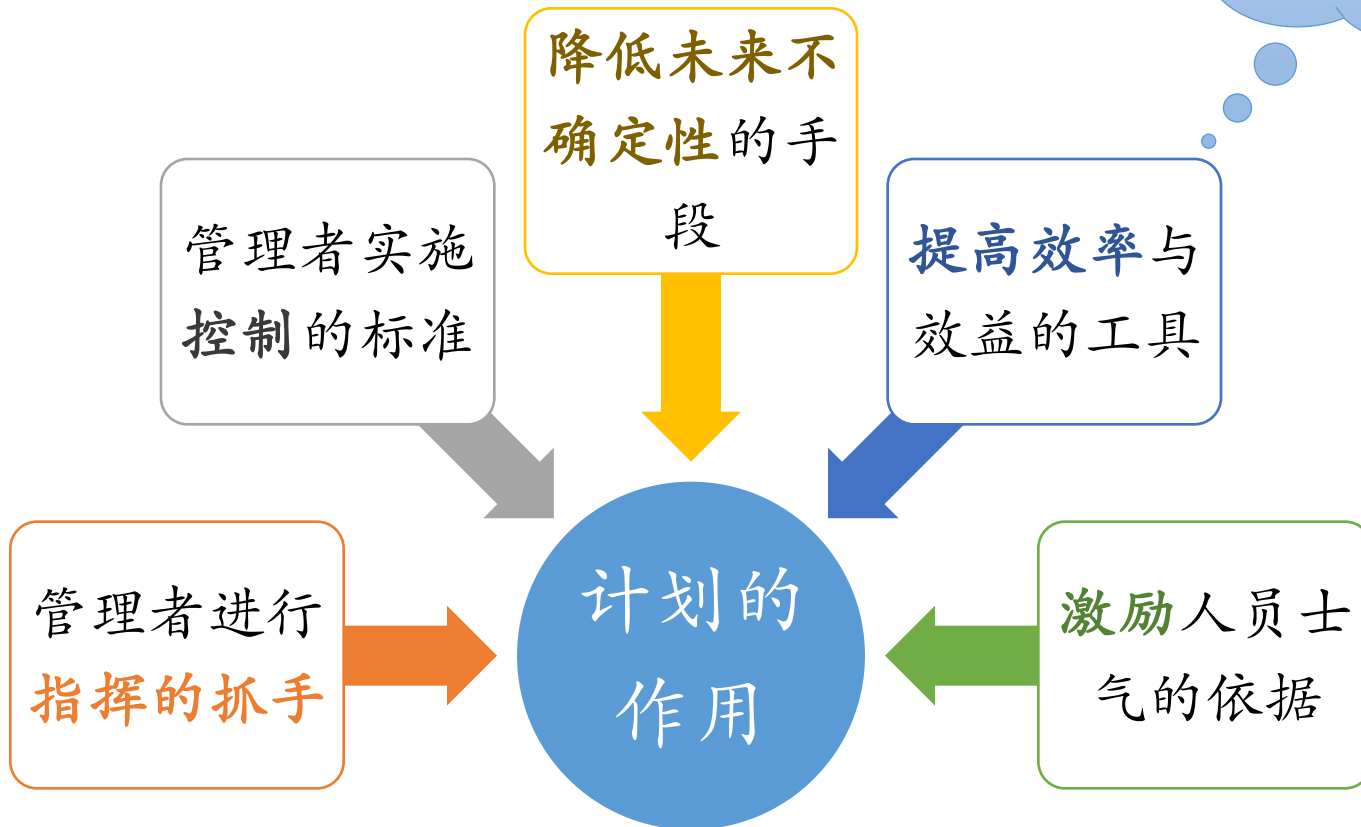 降低未来不
确定性的手
段
管理者实施
控制的标准
提高效率与
效益的工具
管理者进行
指挥的抓手
计划的
作用
激励人员士
气的依据